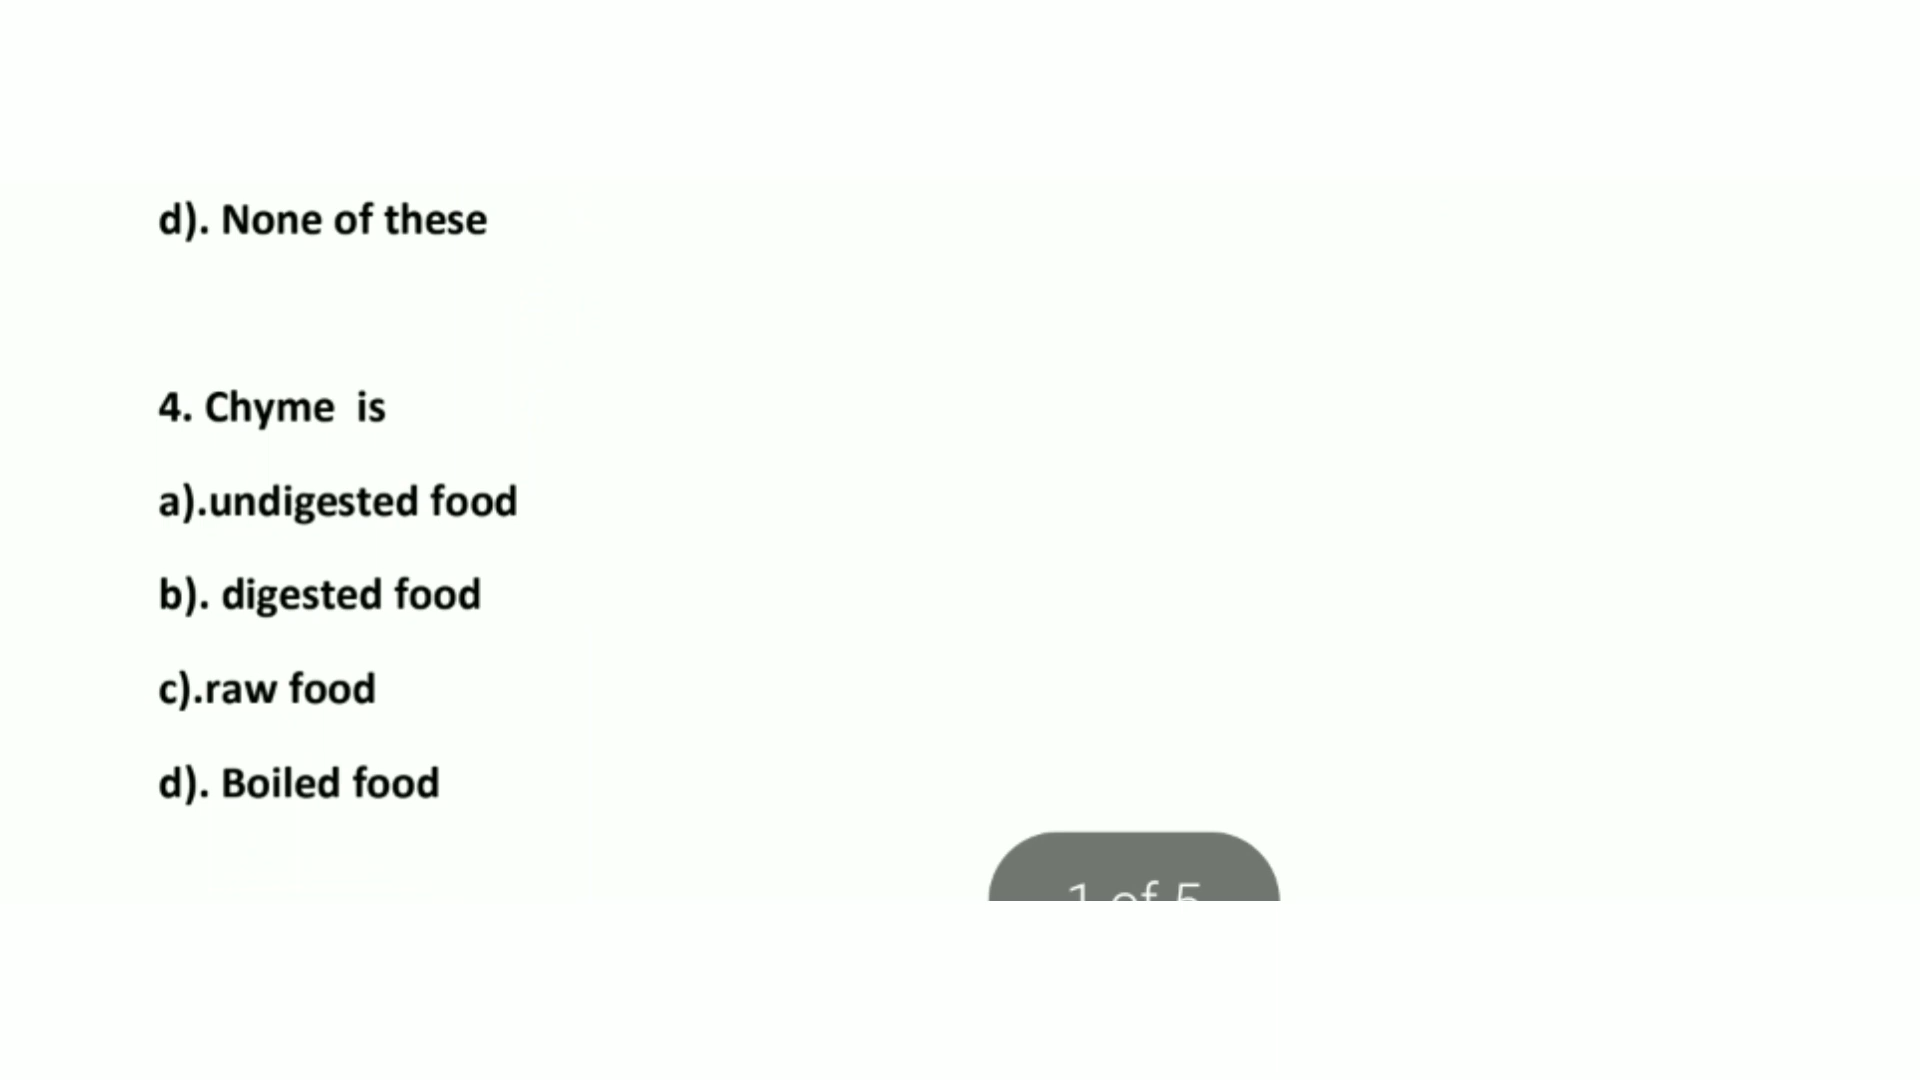 d). None of these
4. Chyme  is
a).undigested food
b). digested food
c).raw food
d). Boiled food
1 of 5